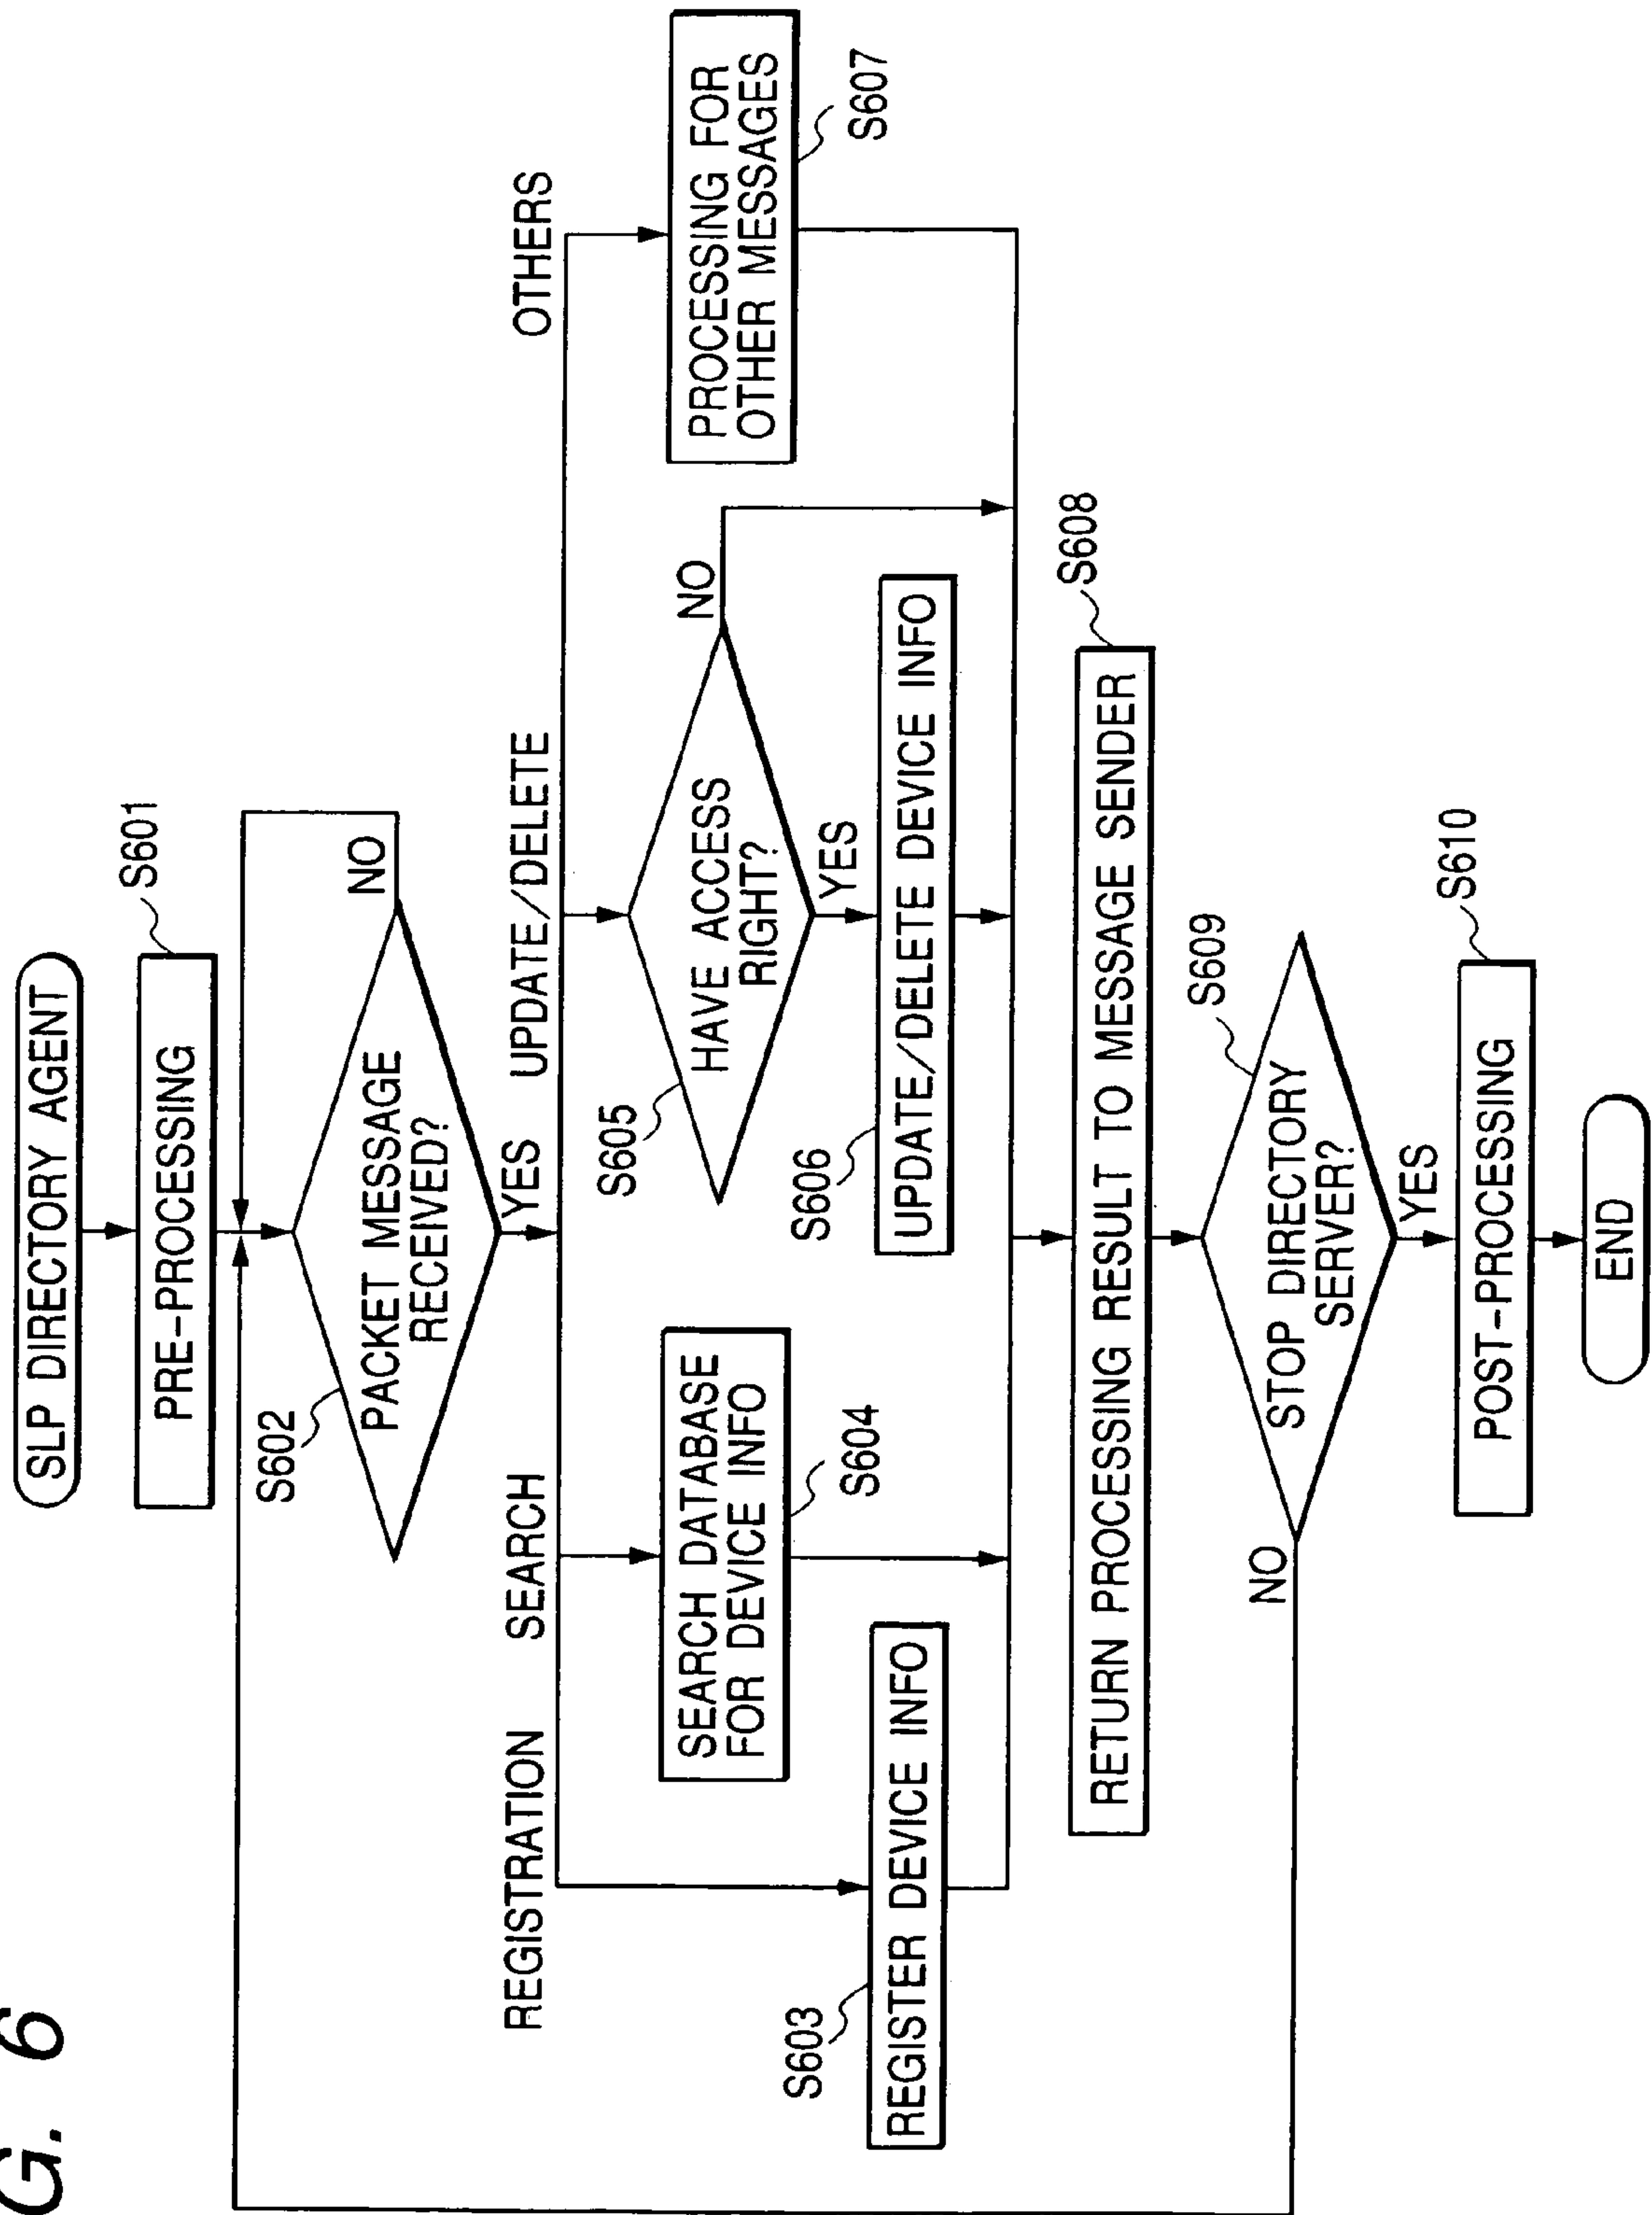 G. 6
SLP DIRECTORY AGENT
S601
PRE-PROCESSING
S602
PACKET MESSAGE
RECEIVED?
NO
YES
REGISTRATION
SEARCH
UPDATE/DELETE
OTHERS
S603
REGISTER DEVICE INFO
SEARCH DATABASE
FOR DEVICE INFO
S604
S605
HAVE ACCESS
RIGHT?
NO
YES
S606
UPDATE/DELETE DEVICE INFO
PROCESSING FOR
OTHER MESSAGES
S607
S608
RETURN PROCESSING RESULT TO MESSAGE SENDER
S609
STOP DIRECTORY
SERVER?
NO
YES
S610
POST-PROCESSING
END